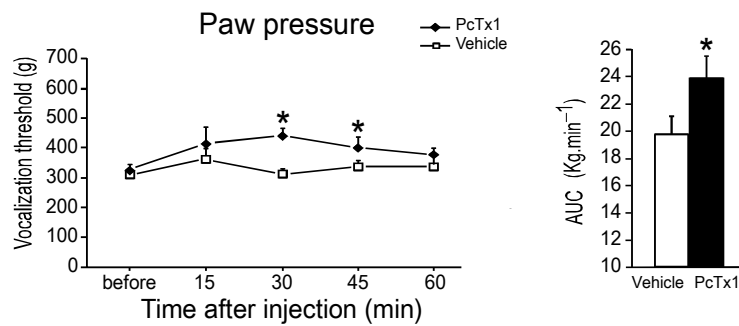 Paw pressure
PcTx1
Vehicle
Vocalization threshold (g)
700
600
500
400
300
200
100
0
*
*
before 15 30 45 60
Time after injection (min)
AUC (Kg.min⁻¹)
26
24
22
20
18
16
14
12
10
*
Vehicle PcTx1